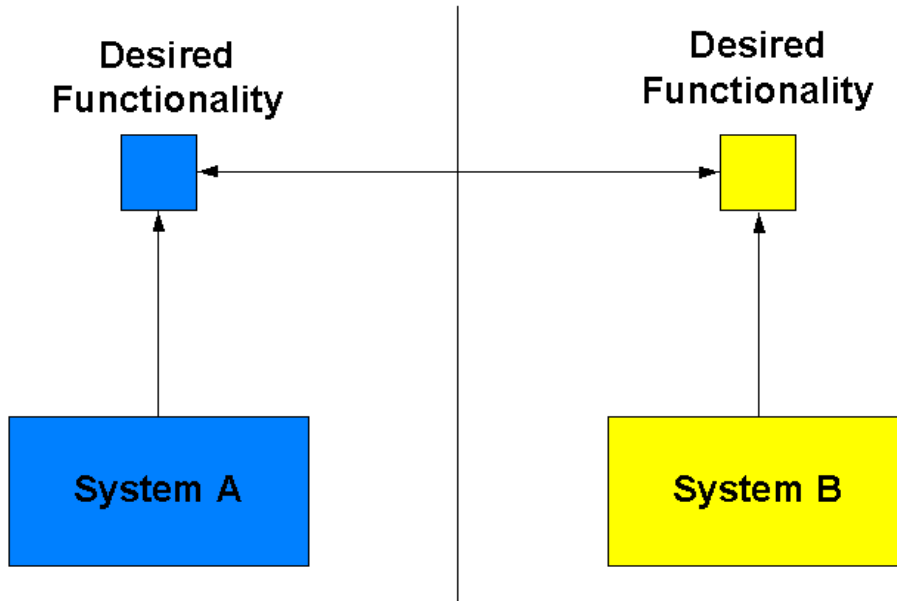 Desired
Functionality
Desired
Functionality
System A
System B